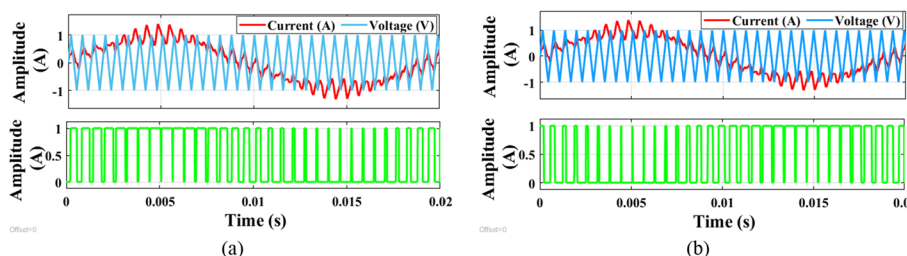 Current (A) Voltage (V)
Amplitude
(A)
1
0
-1
Amplitude
(A)
1
0.5
0
0 0.005 0.01 0.015 0.02
Time (s)
Offset=0
(a)
Current (A) Voltage (V)
Amplitude
(A)
1
0
-1
Amplitude
(A)
1
0.5
0
0 0.005 0.01 0.015 0.0
Time (s)
Offset=0
(b)